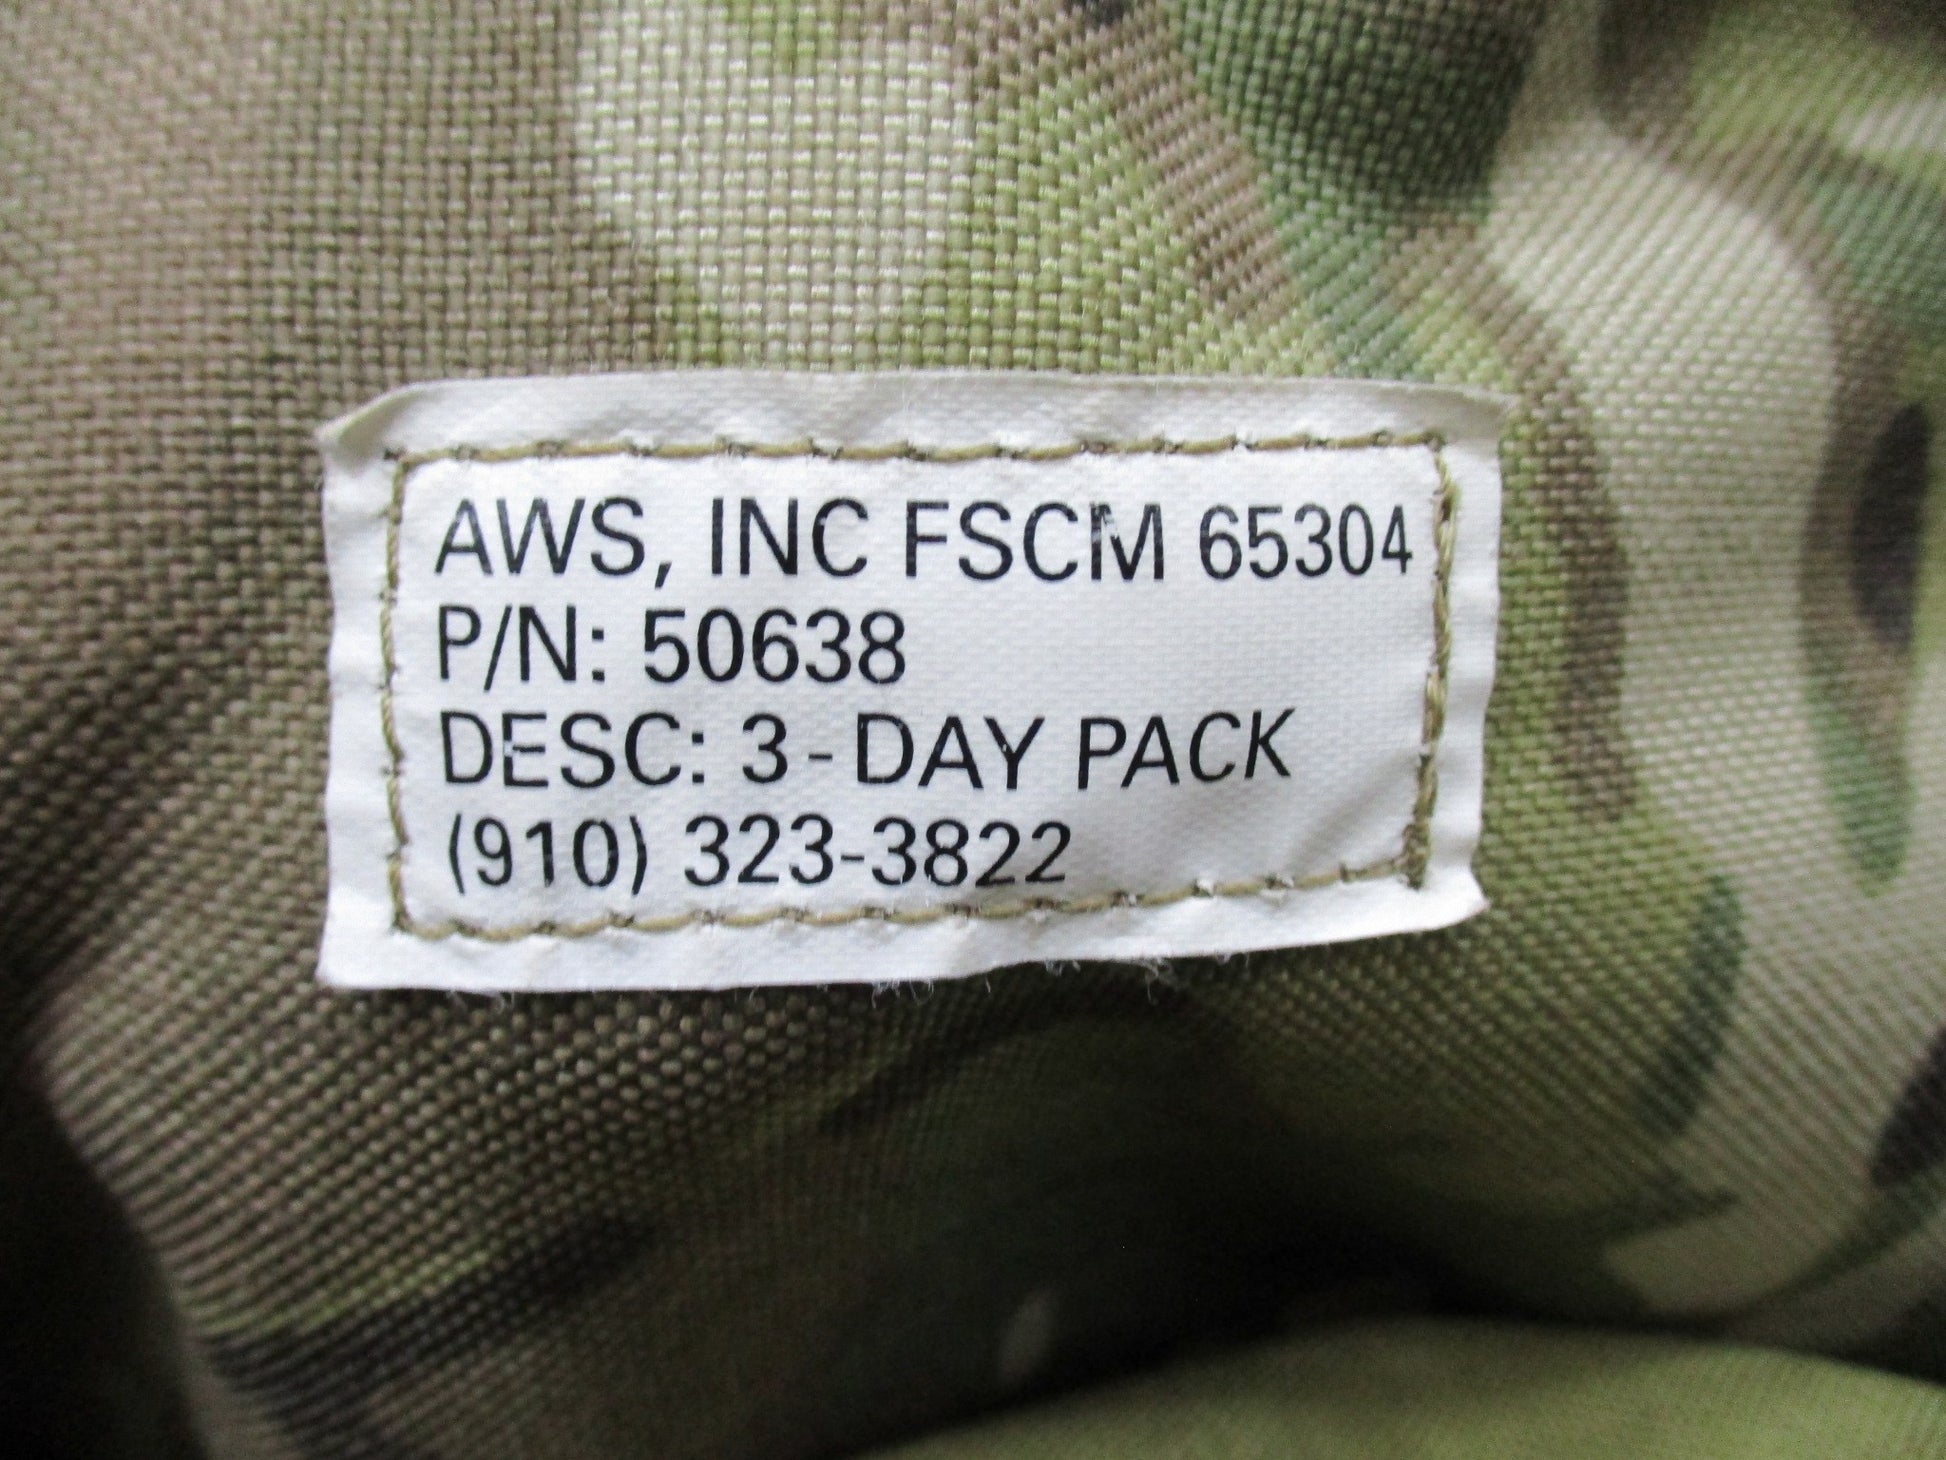 AWS, INC FSCM 65304
P/N: 50638
DESC: 3-DAY PACK
(910) 323-3822